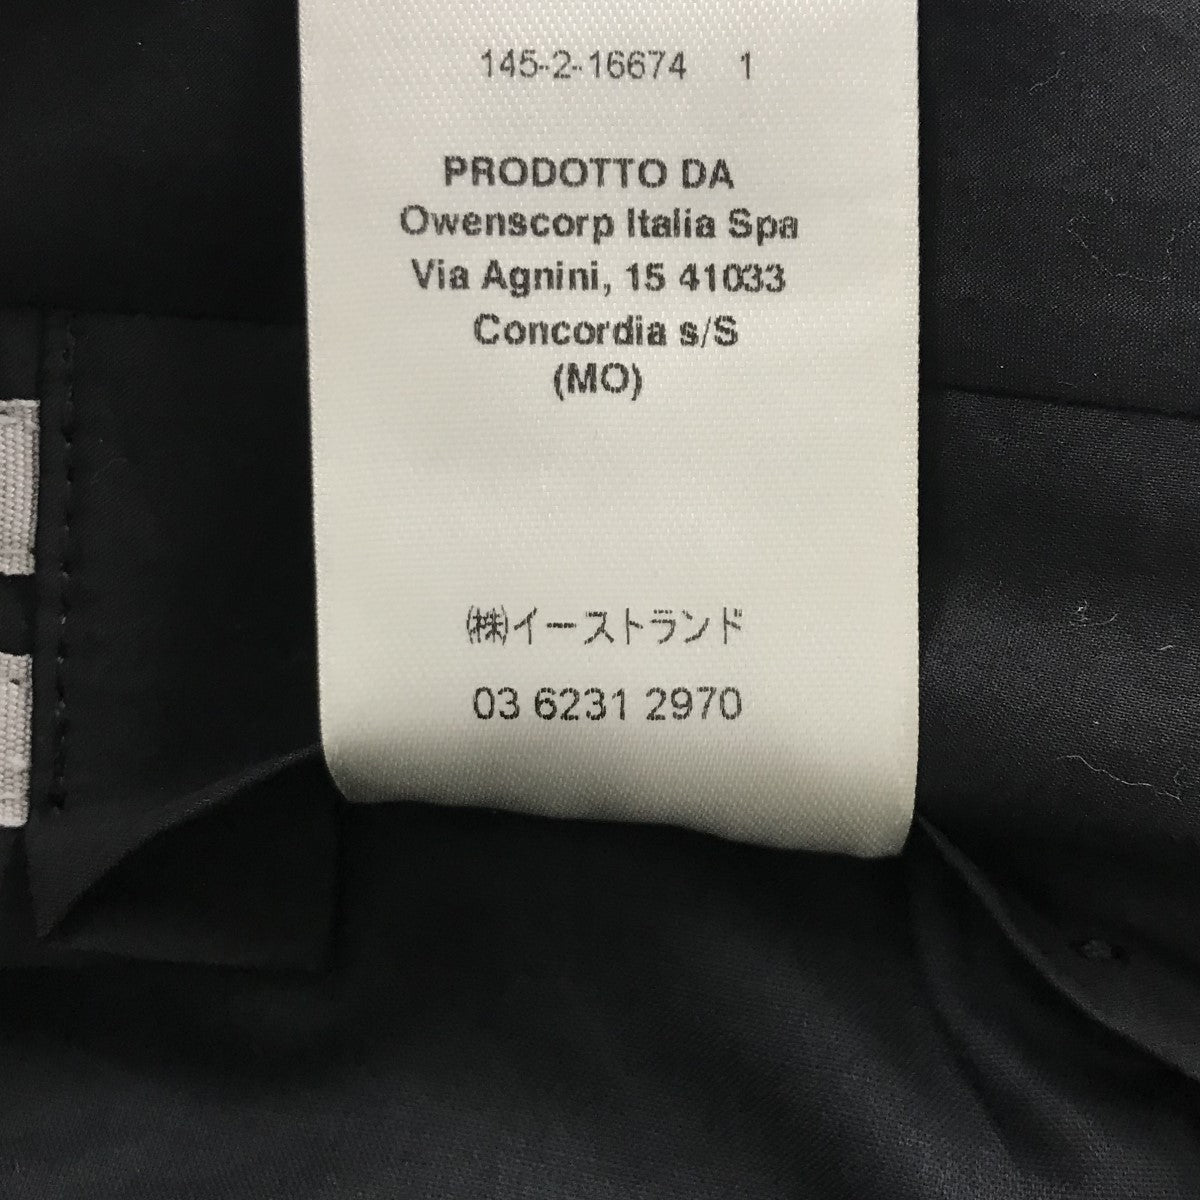 145-2-16674 1
PRODOTTO DA
Owenscorp Italia Spa
Via Agnini, 15 41033
Concordia s/S
(MO)
㈱イーストランド
03 6231 2970